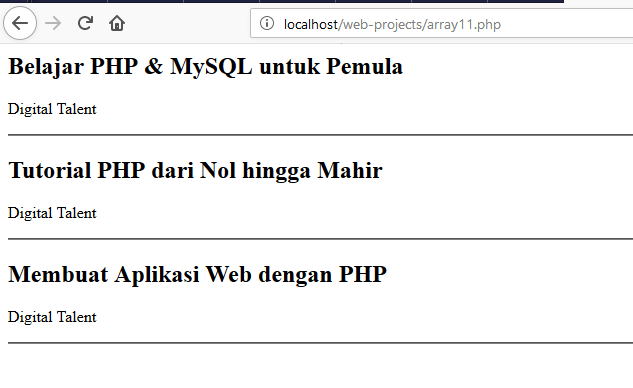 localhost/web-projects/array11.php
Belajar PHP & MySQL untuk Pemula
Digital Talent
Tutorial PHP dari Nol hingga Mahir
Digital Talent
Membuat Aplikasi Web dengan PHP
Digital Talent